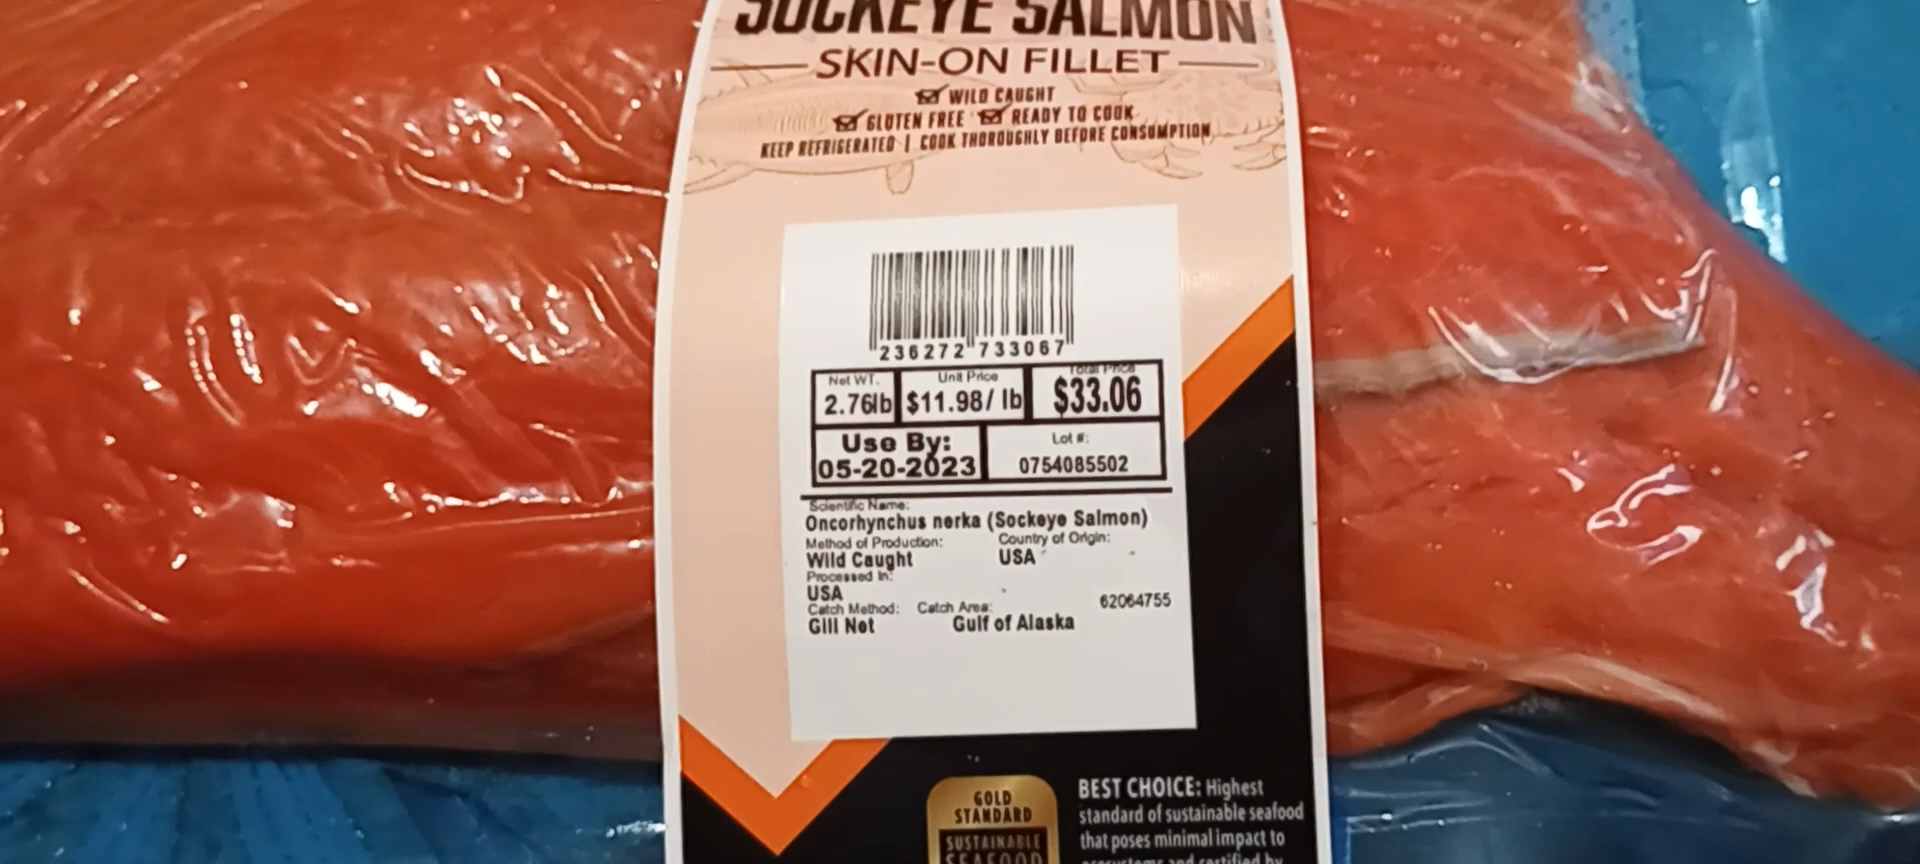 SOCKEYE SALMON
SKIN-ON FILLET
WILD CAUGHT
GLUTEN FREE READY TO COOK
KEEP REFRIGERATED | COOK THOROUGHLY BEFORE CONSUMPTION
236272 733067
Net WT. Unit Price Total Price
2.76lb $11.98/ lb $33.06
Use By: Lot #:
05-20-2023 0754085502
Scientific Name:
Oncorhynchus nerka (Sockeye Salmon)
Method of Production: Country of Origin:
Wild Caught USA
Processed In:
USA
Catch Method: Catch Area: 62064755
Gill Net Gulf of Alaska
GOLD
STANDARD
SUSTAINABLE
SEAFOOD
BEST CHOICE: Highest
standard of sustainable seafood
that poses minimal impact to
ecosystems and certified by